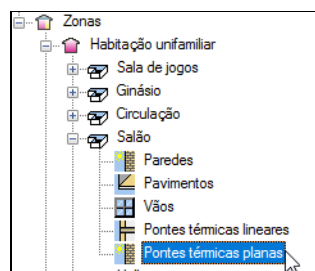 Zonas
Habitação unifamiliar
Sala de jogos
Ginásio
Circulação
Salão
Paredes
Pavimentos
Vãos
Pontes térmicas lineares
Pontes térmicas planas